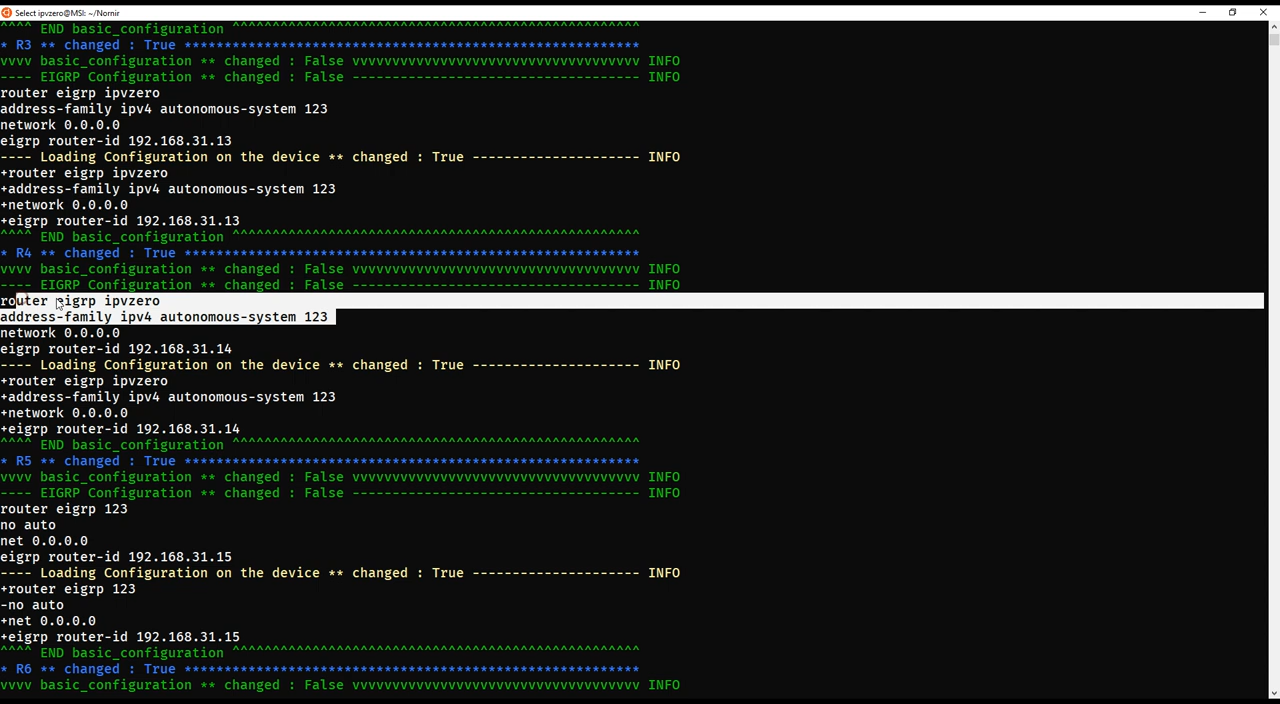 Select ipvzero@MSI: ~/Nornir
^^^^ END basic_configuration ^^^^^^^^^^^^^^^^^^^^^^^^^^^^^^^^^^^^^^^^^^^^^^^^^^^
* R3 ** changed : True *********************************************************
vvvv basic_configuration ** changed : False vvvvvvvvvvvvvvvvvvvvvvvvvvvvvvvvvvvv INFO
---- EIGRP Configuration ** changed : False ------------------------------------ INFO
router eigrp ipvzero
address-family ipv4 autonomous-system 123
network 0.0.0.0
eigrp router-id 192.168.31.13
---- Loading Configuration on the device ** changed : True --------------------- INFO
+router eigrp ipvzero
+address-family ipv4 autonomous-system 123
+network 0.0.0.0
+eigrp router-id 192.168.31.13
^^^^ END basic_configuration ^^^^^^^^^^^^^^^^^^^^^^^^^^^^^^^^^^^^^^^^^^^^^^^^^^^
* R4 ** changed : True *********************************************************
vvvv basic_configuration ** changed : False vvvvvvvvvvvvvvvvvvvvvvvvvvvvvvvvvvvv INFO
---- EIGRP Configuration ** changed : False ------------------------------------ INFO
router eigrp ipvzero
address-family ipv4 autonomous-system 123
network 0.0.0.0
eigrp router-id 192.168.31.14
---- Loading Configuration on the device ** changed : True --------------------- INFO
+router eigrp ipvzero
+address-family ipv4 autonomous-system 123
+network 0.0.0.0
+eigrp router-id 192.168.31.14
^^^^ END basic_configuration ^^^^^^^^^^^^^^^^^^^^^^^^^^^^^^^^^^^^^^^^^^^^^^^^^^^
* R5 ** changed : True *********************************************************
vvvv basic_configuration ** changed : False vvvvvvvvvvvvvvvvvvvvvvvvvvvvvvvvvvvv INFO
---- EIGRP Configuration ** changed : False ------------------------------------ INFO
router eigrp 123
no auto
net 0.0.0.0
eigrp router-id 192.168.31.15
---- Loading Configuration on the device ** changed : True --------------------- INFO
+router eigrp 123
-no auto
+net 0.0.0.0
+eigrp router-id 192.168.31.15
^^^^ END basic_configuration ^^^^^^^^^^^^^^^^^^^^^^^^^^^^^^^^^^^^^^^^^^^^^^^^^^^
* R6 ** changed : True *********************************************************
vvvv basic_configuration ** changed : False vvvvvvvvvvvvvvvvvvvvvvvvvvvvvvvvvvvv INFO